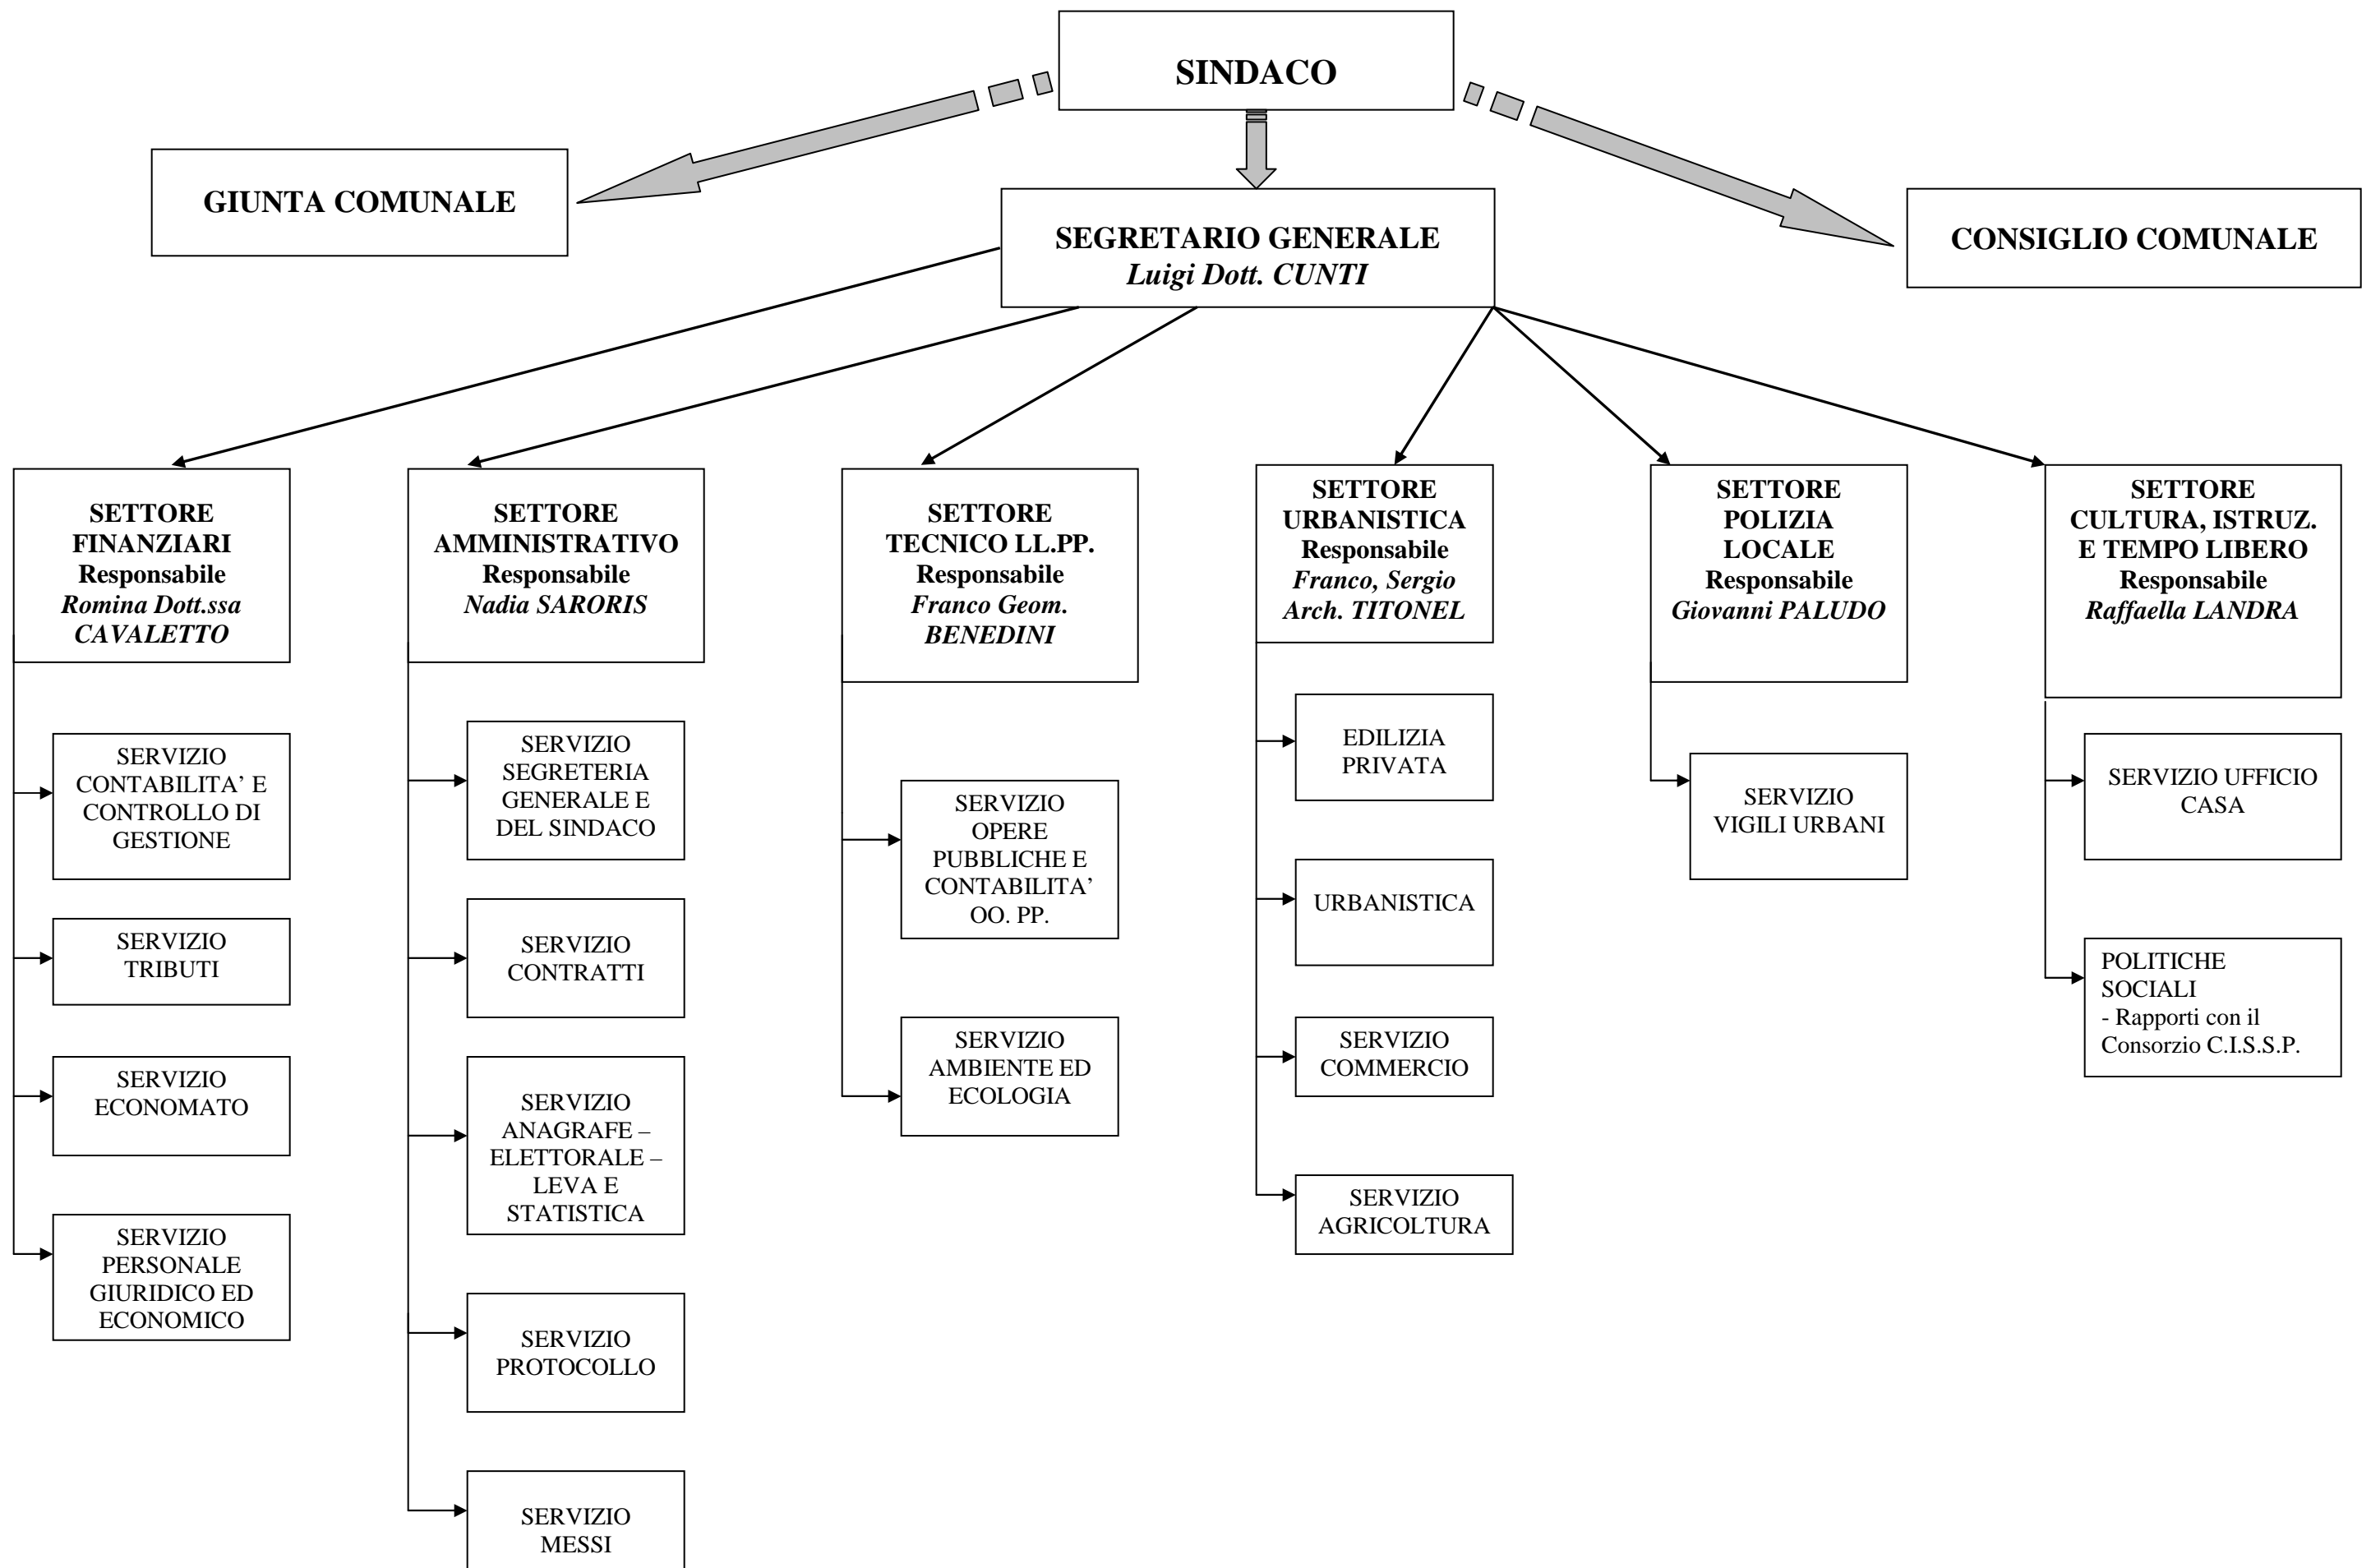 SINDACO
GIUNTA COMUNALE
SEGRETARIO GENERALE
Luigi Dott. CUNTI
CONSIGLIO COMUNALE
SETTORE
FINANZIARI
Responsabile
Romina Dott.ssa
CAVALETTO
SETTORE
AMMINISTRATIVO
Responsabile
Nadia SARORIS
SETTORE
TECNICO LL.PP.
Responsabile
Franco Geom.
BENEDINI
SETTORE
URBANISTICA
Responsabile
Franco, Sergio
Arch. TITONEL
SETTORE
POLIZIA
LOCALE
Responsabile
Giovanni PALUDO
SETTORE
CULTURA, ISTRUZ.
E TEMPO LIBERO
Responsabile
Raffaella LANDRA
SERVIZIO
CONTABILITA’ E
CONTROLLO DI
GESTIONE
SERVIZIO
TRIBUTI
SERVIZIO
ECONOMATO
SERVIZIO
PERSONALE
GIURIDICO ED
ECONOMICO
SERVIZIO
SEGRETERIA
GENERALE E
DEL SINDACO
SERVIZIO
CONTRATTI
SERVIZIO
ANAGRAFE –
ELETTORALE –
LEVA E
STATISTICA
SERVIZIO
PROTOCOLLO
SERVIZIO
MESSI
SERVIZIO
OPERE
PUBBLICHE E
CONTABILITA’
OO. PP.
SERVIZIO
AMBIENTE ED
ECOLOGIA
EDILIZIA
PRIVATA
URBANISTICA
SERVIZIO
COMMERCIO
SERVIZIO
AGRICOLTURA
SERVIZIO
VIGILI URBANI
SERVIZIO UFFICIO
CASA
POLITICHE
SOCIALI
- Rapporti con il
Consorzio C.I.S.S.P.